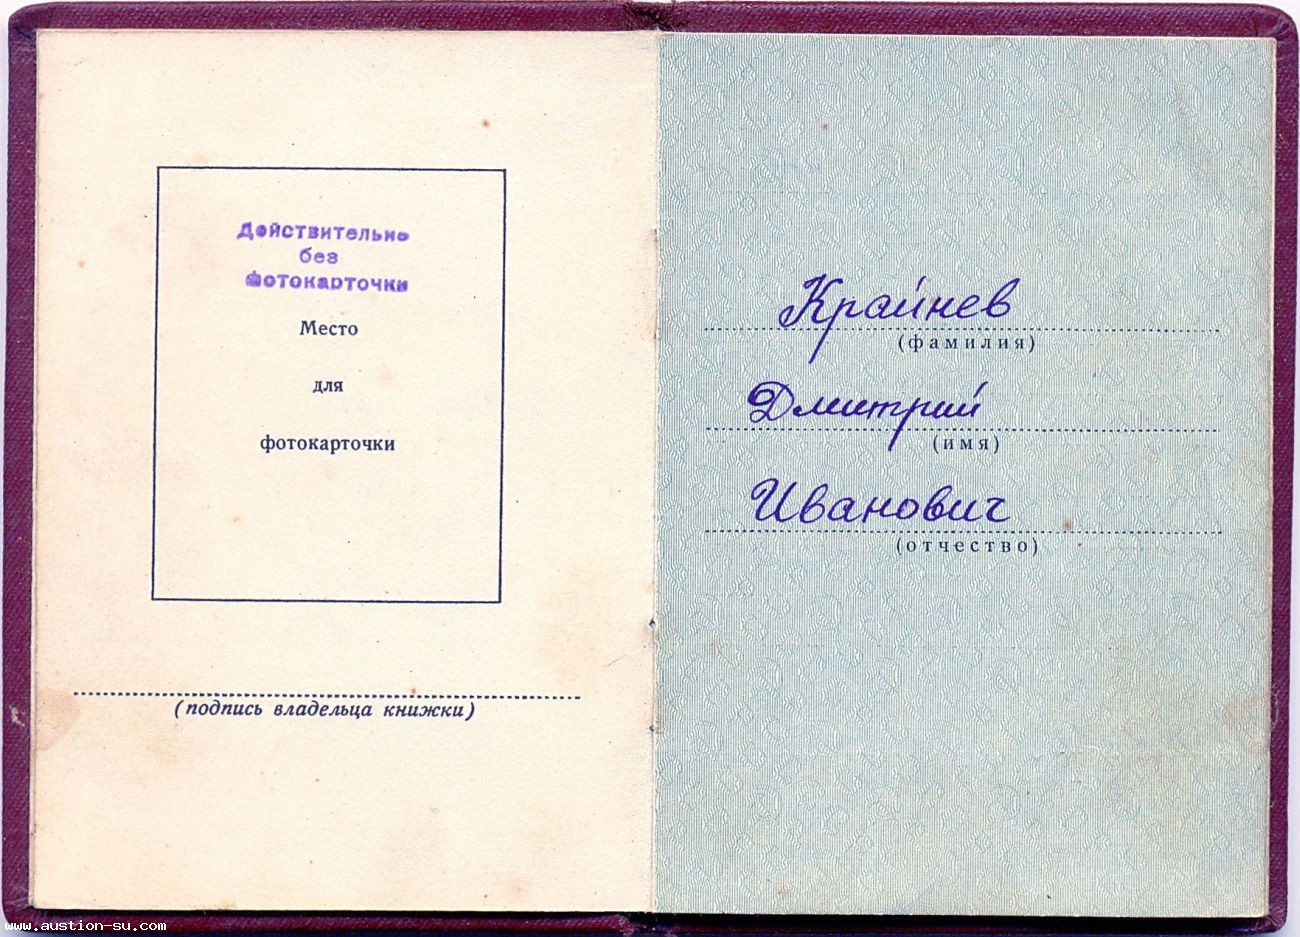 Действительно
без
Фотокарточки
Место
для
фотокарточки
(подпись владельца книжки)
Крайнев
(фамилия)
Дмитрий
(имя)
Иванович
(отчество)
www.austion-su.com